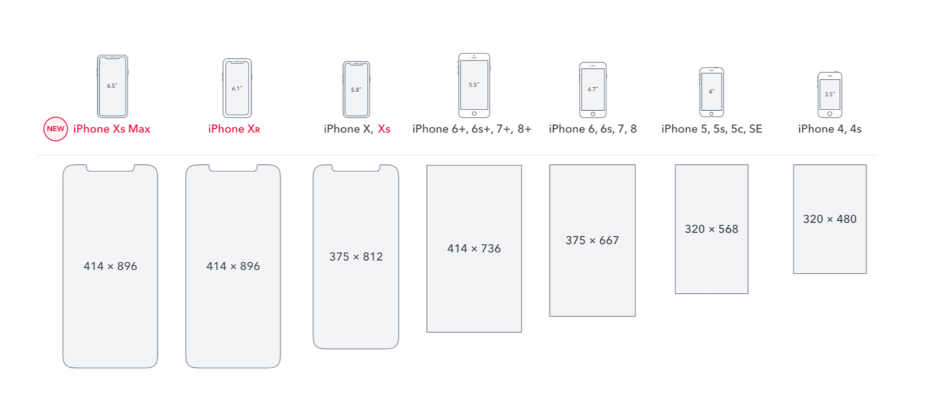 6.5"
6.1"
5.8"
5.5"
4.7"
4"
3.5"
NEW iPhone Xs Max
iPhone XR
iPhone X, Xs
iPhone 6+, 6s+, 7+, 8+
iPhone 6, 6s, 7, 8
iPhone 5, 5s, 5c, SE
iPhone 4, 4s
414 × 896
414 × 896
375 × 812
414 × 736
375 × 667
320 × 568
320 × 480